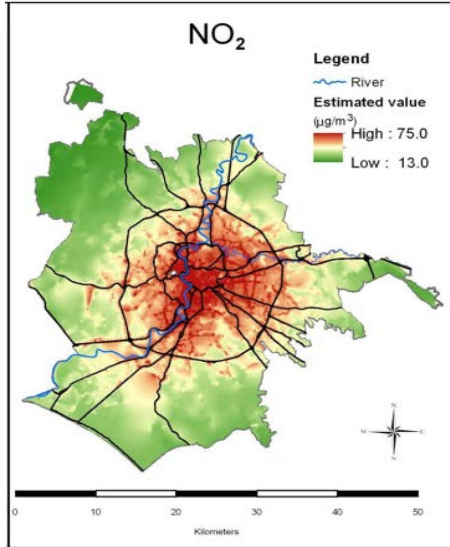 NO₂
Legend
River
Estimated value
(µg/m³)
High : 75.0
Low : 13.0
N
W E
S
0 10 20 30 40 50
Kilometers